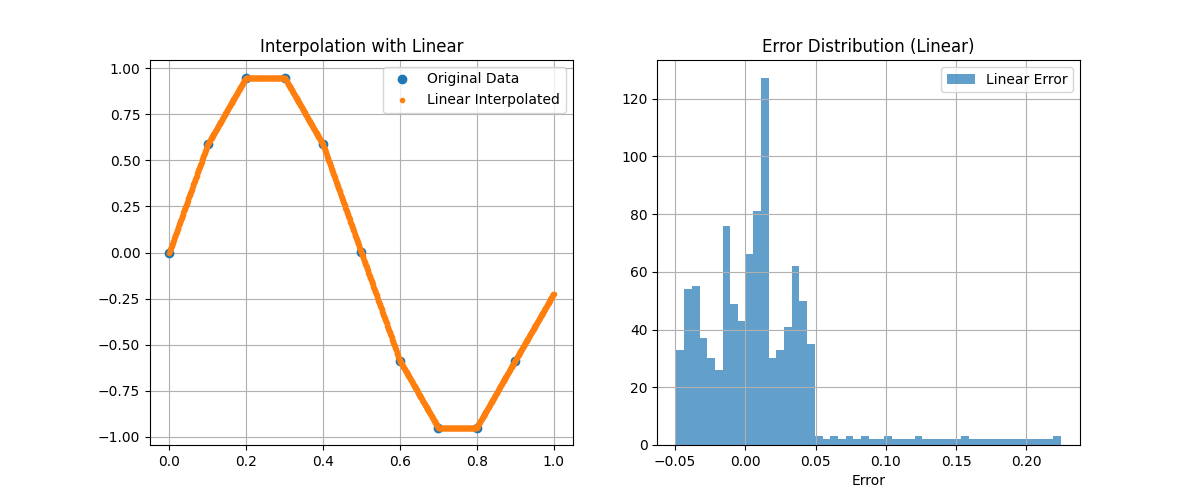 Interpolation with Linear
1.00
0.75
0.50
0.25
0.00
−0.25
−0.50
−0.75
−1.00
Original Data
Linear Interpolated
0.0 0.2 0.4 0.6 0.8 1.0
Error Distribution (Linear)
120
100
80
60
40
20
0
Linear Error
−0.05 0.00 0.05 0.10 0.15 0.20
Error